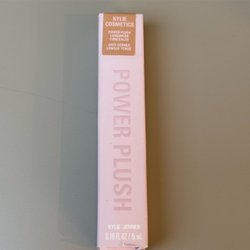 KYLIE
COSMETICS
POWER PLUSH
LONGWEAR
CONCEALER
ANTI-CERNES
LONGUE TENUE
POWER PLUSH
KYLIE JENNER
0.16 FL OZ / 5 mL